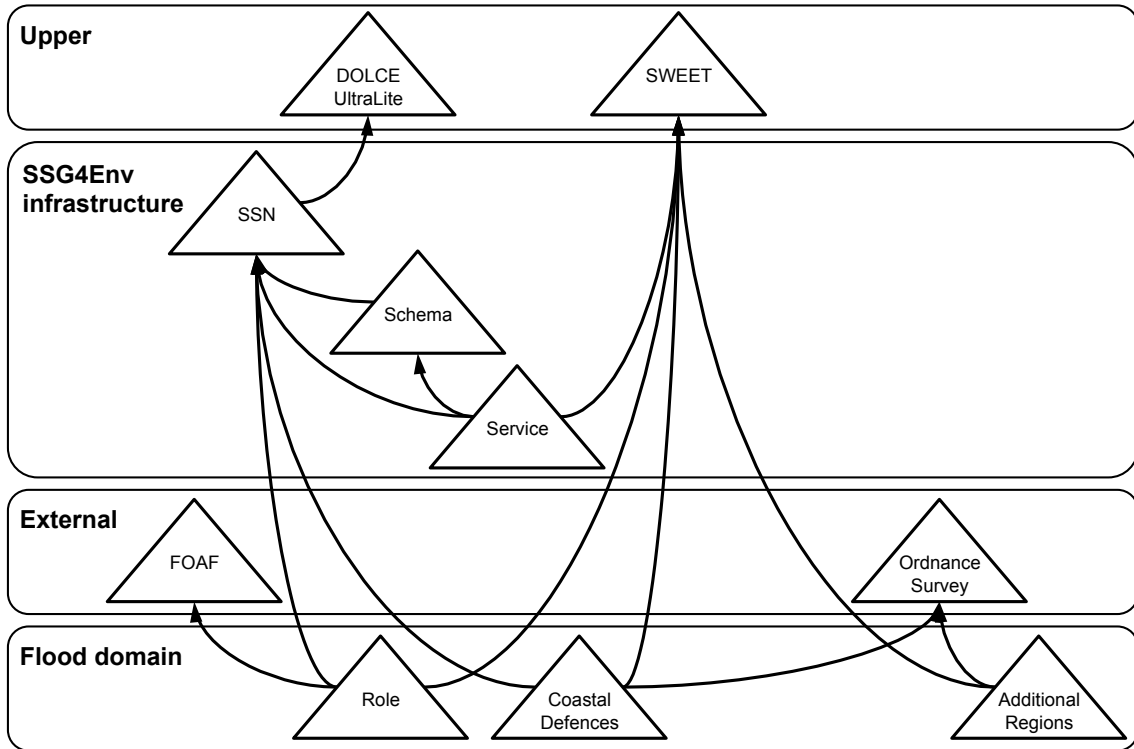 Upper
DOLCE
UltraLite
SWEET
SSG4Env
infrastructure
SSN
Schema
Service
External
FOAF
Ordnance
Survey
Flood domain
Role
Coastal
Defences
Additional
Regions